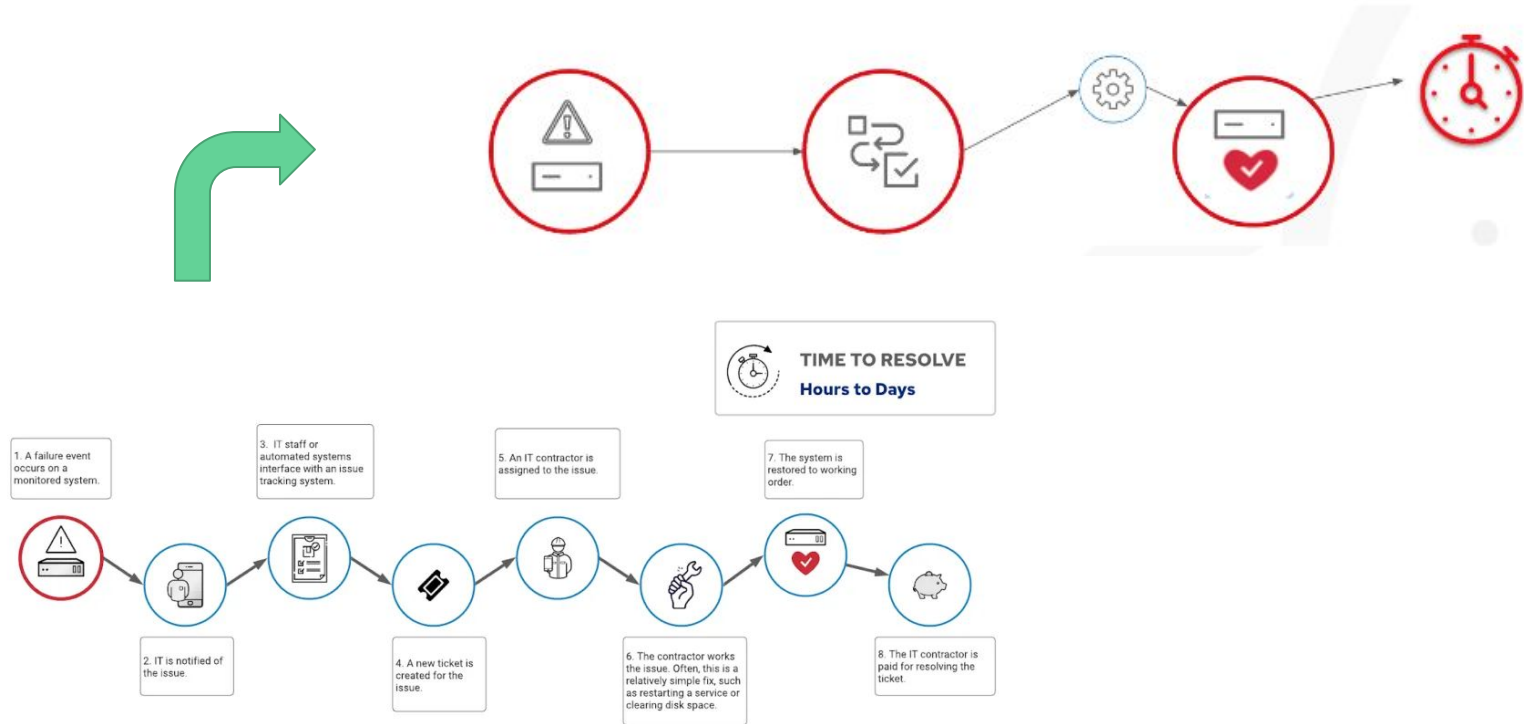 TIME TO RESOLVE
Hours to Days
1. A failure event
occurs on a
monitored system.
2. IT is notified of
the issue.
3. IT staff or
automated systems
interface with an issue
tracking system.
4. A new ticket is
created for the
issue.
5. An IT contractor is
assigned to the issue.
6. The contractor works
the issue. Often, this is a
relatively simple fix, such
as restarting a service or
clearing disk space.
7. The system is
restored to working
order.
8. The IT contractor is
paid for resolving the
ticket.